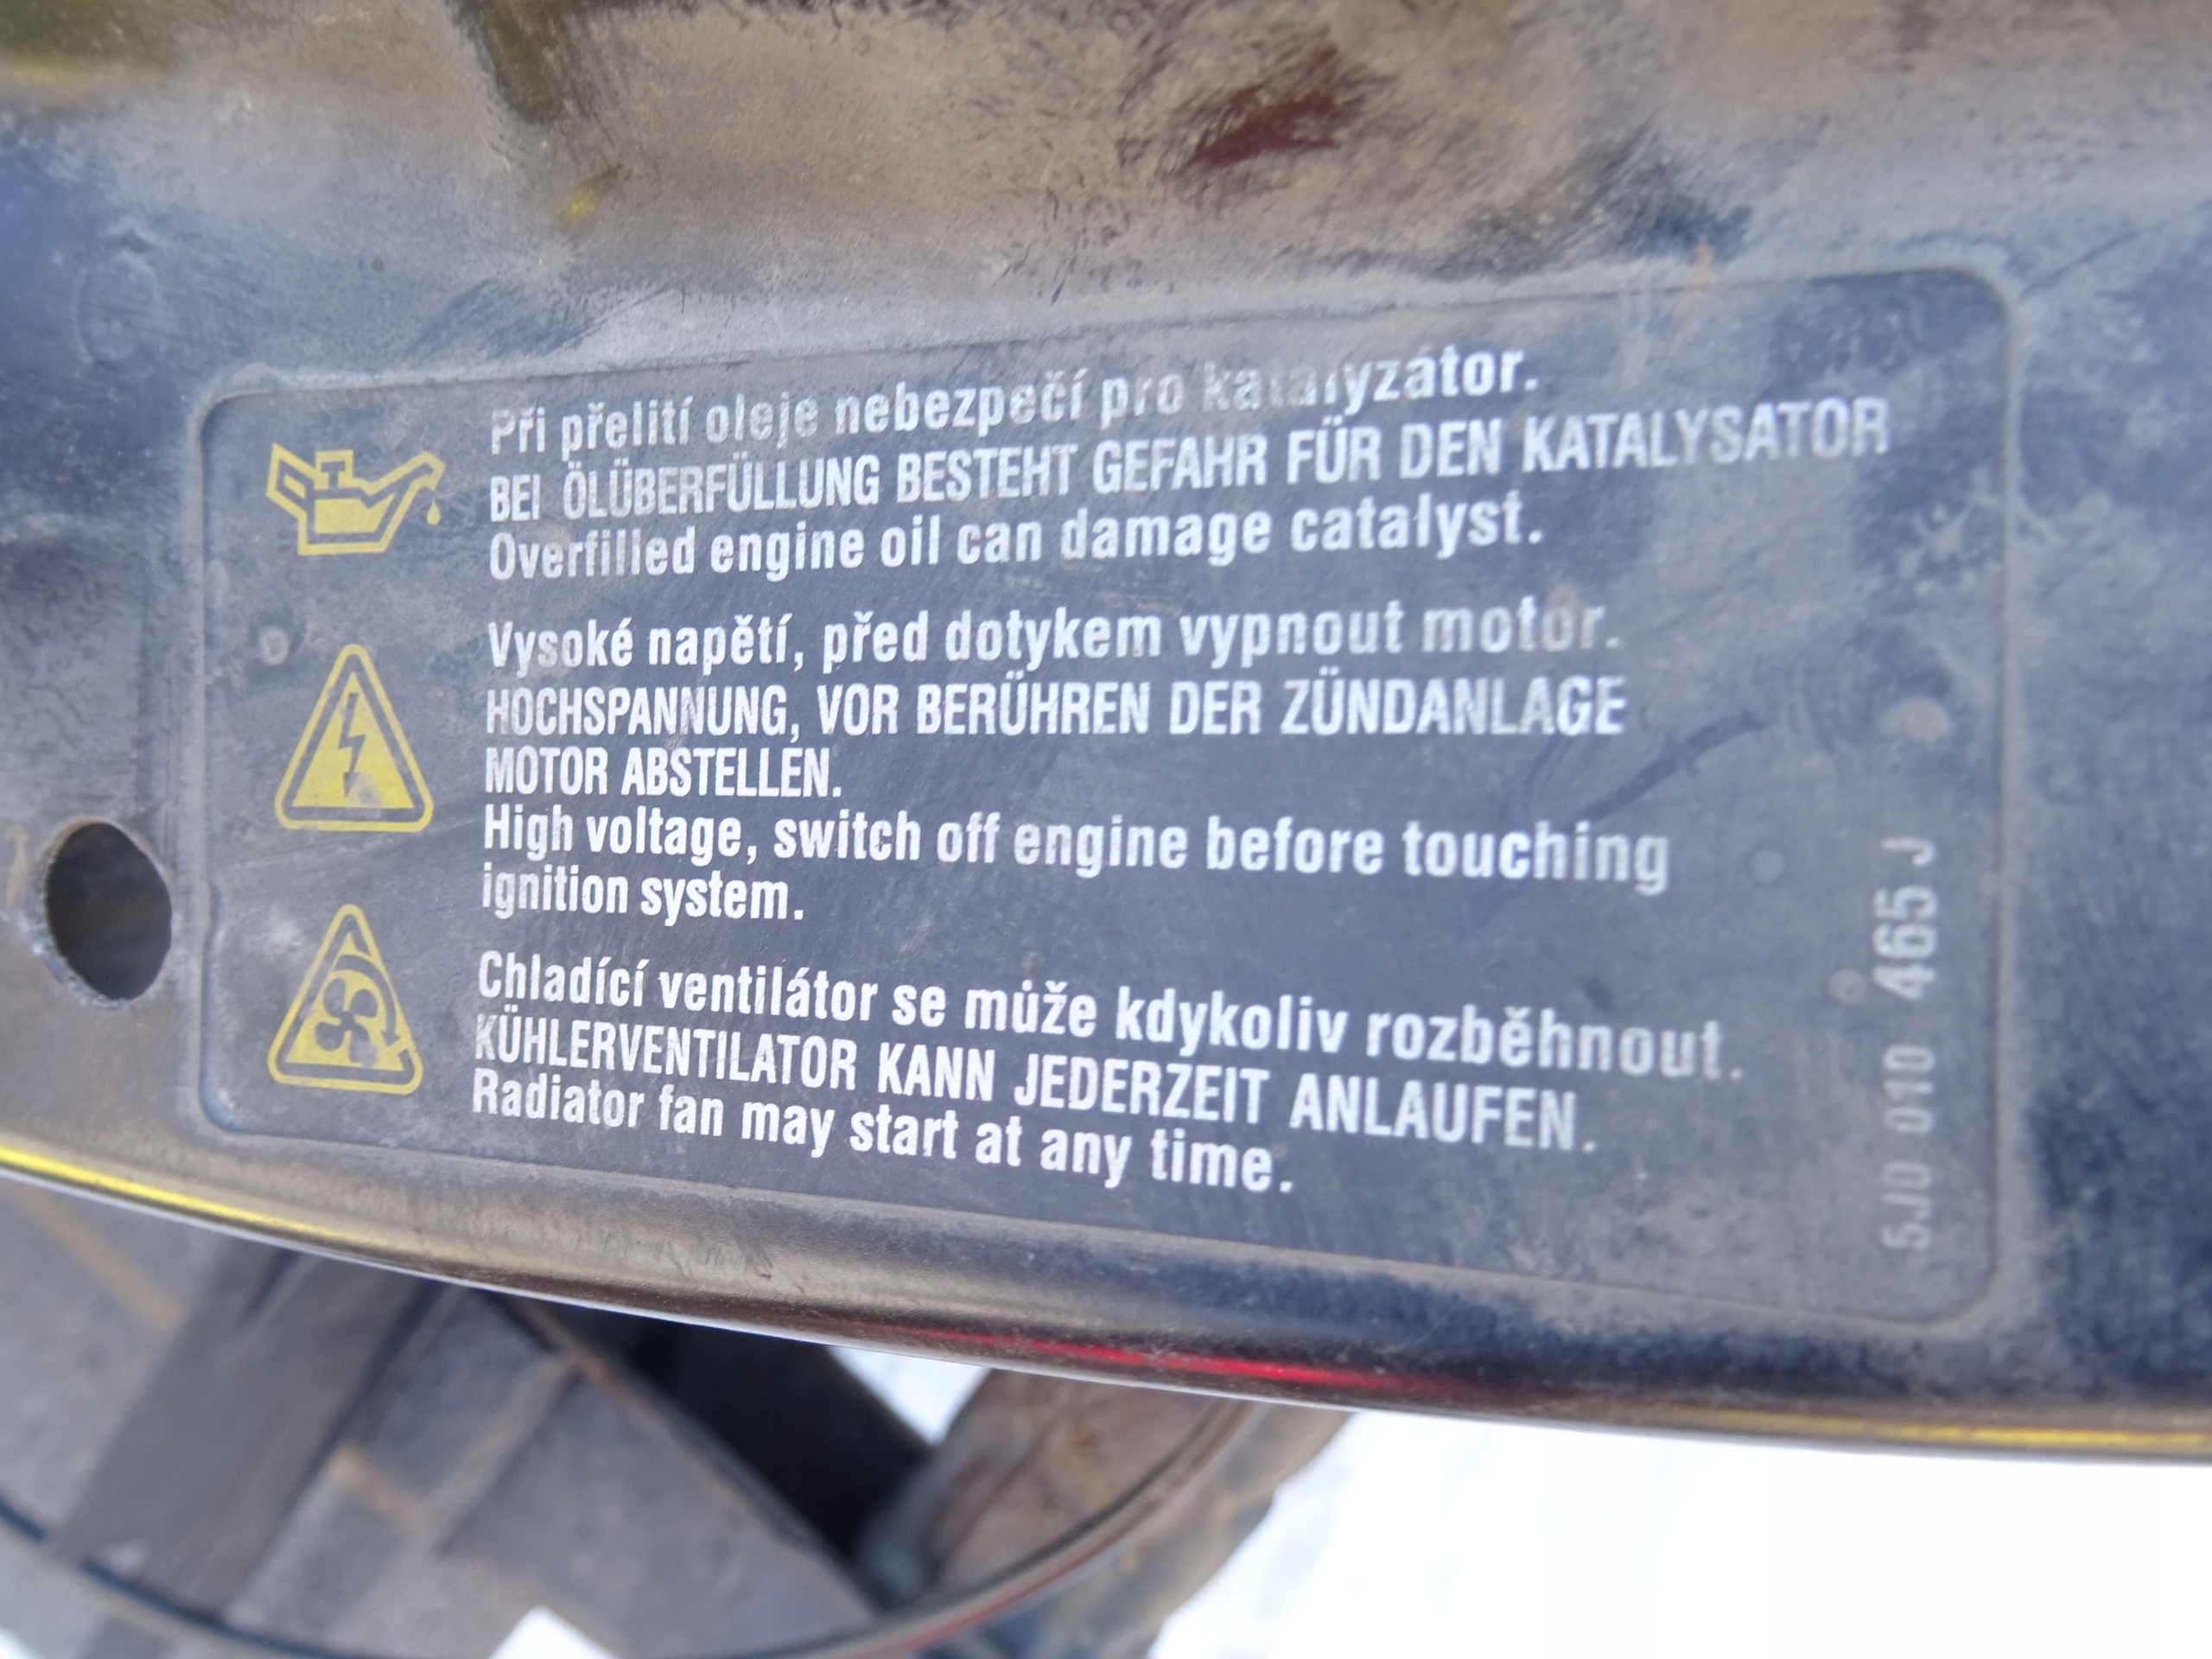 Při přelití oleje nebezpečí pro katalyzátor.
BEI ÖLÜBERFÜLLUNG BESTEHT GEFAHR FÜR DEN KATALYSATOR
Overfilled engine oil can damage catalyst.
Vysoké napětí, před dotykem vypnout motor.
HOCHSPANNUNG, VOR BERÜHREN DER ZÜNDANLAGE
MOTOR ABSTELLEN.
High voltage, switch off engine before touching
ignition system.
Chladící ventilátor se může kdykoliv rozběhnout.
KÜHLERVENTILATOR KANN JEDERZEIT ANLAUFEN.
Radiator fan may start at any time.
5J0 010 465 J